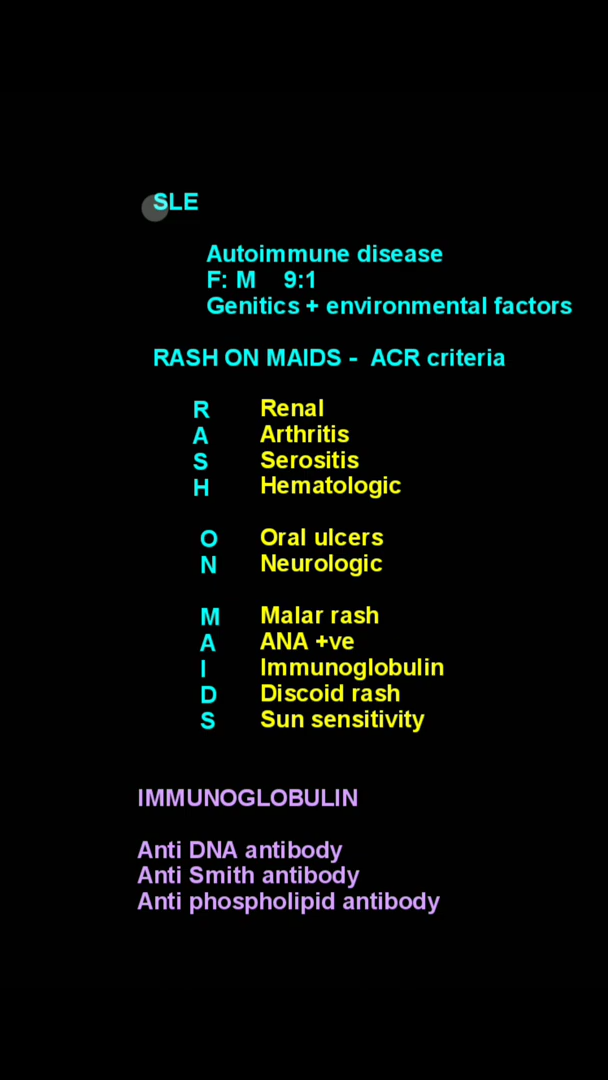 SLE
Autoimmune disease
F: M 9:1
Genitics + environmental factors
RASH ON MAIDS - ACR criteria
R Renal
A Arthritis
S Serositis
H Hematologic
O Oral ulcers
N Neurologic
M Malar rash
A ANA +ve
I Immunoglobulin
D Discoid rash
S Sun sensitivity
IMMUNOGLOBULIN
Anti DNA antibody
Anti Smith antibody
Anti phospholipid antibody